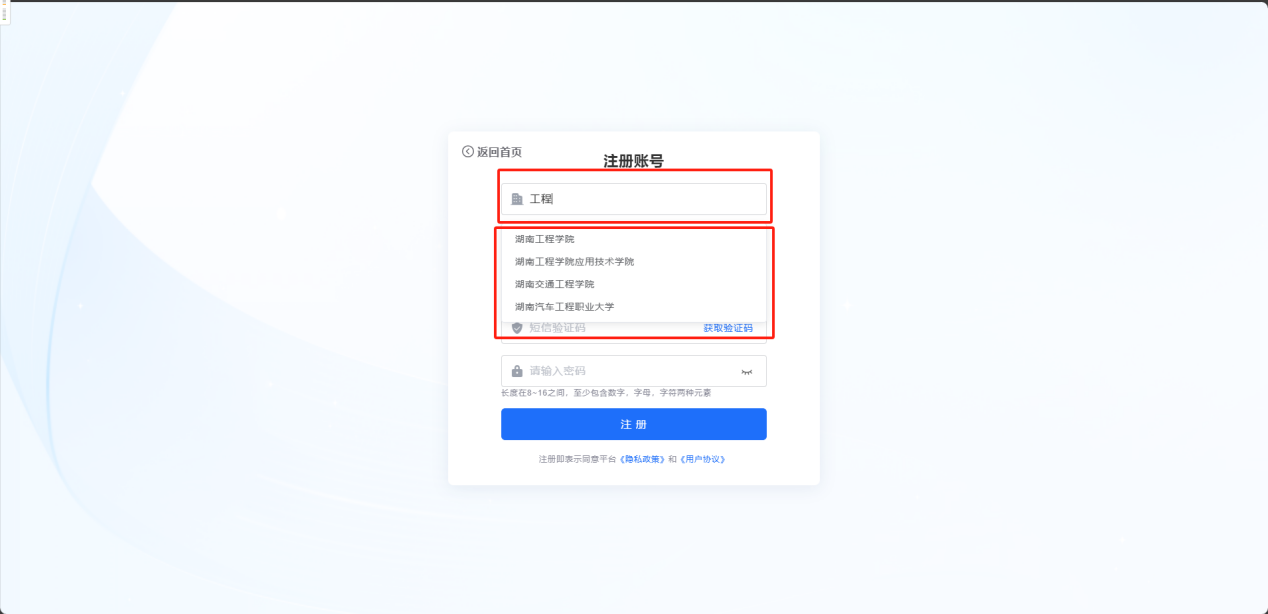 返回首页
注册账号
工程
湖南工程学院
湖南工程学院应用技术学院
湖南交通工程学院
湖南汽车工程职业大学
短信验证码 获取验证码
请输入密码
长度在8~16之间，至少包含数字、字母、字符两种元素
注 册
注册即表示同意平台《隐私政策》和《用户协议》